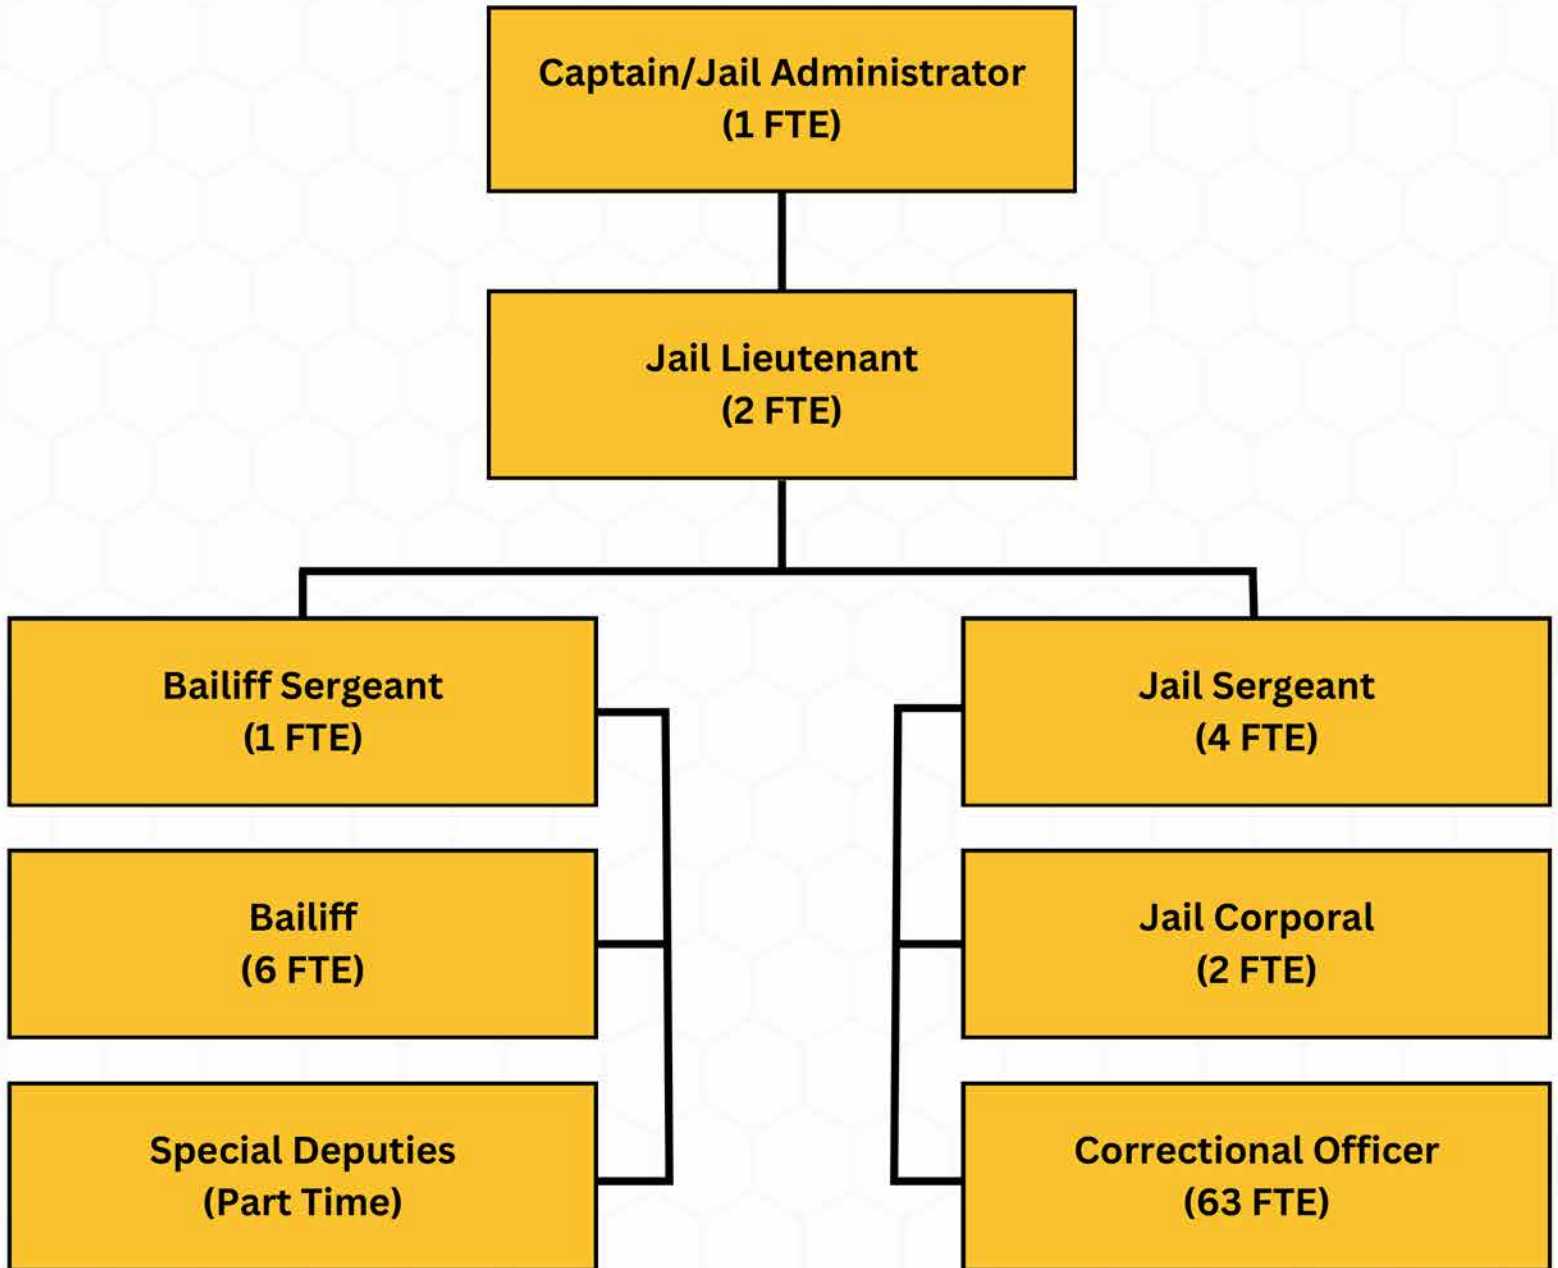 Captain/Jail Administrator
(1 FTE)
Jail Lieutenant
(2 FTE)
Bailiff Sergeant
(1 FTE)
Jail Sergeant
(4 FTE)
Bailiff
(6 FTE)
Jail Corporal
(2 FTE)
Special Deputies
(Part Time)
Correctional Officer
(63 FTE)